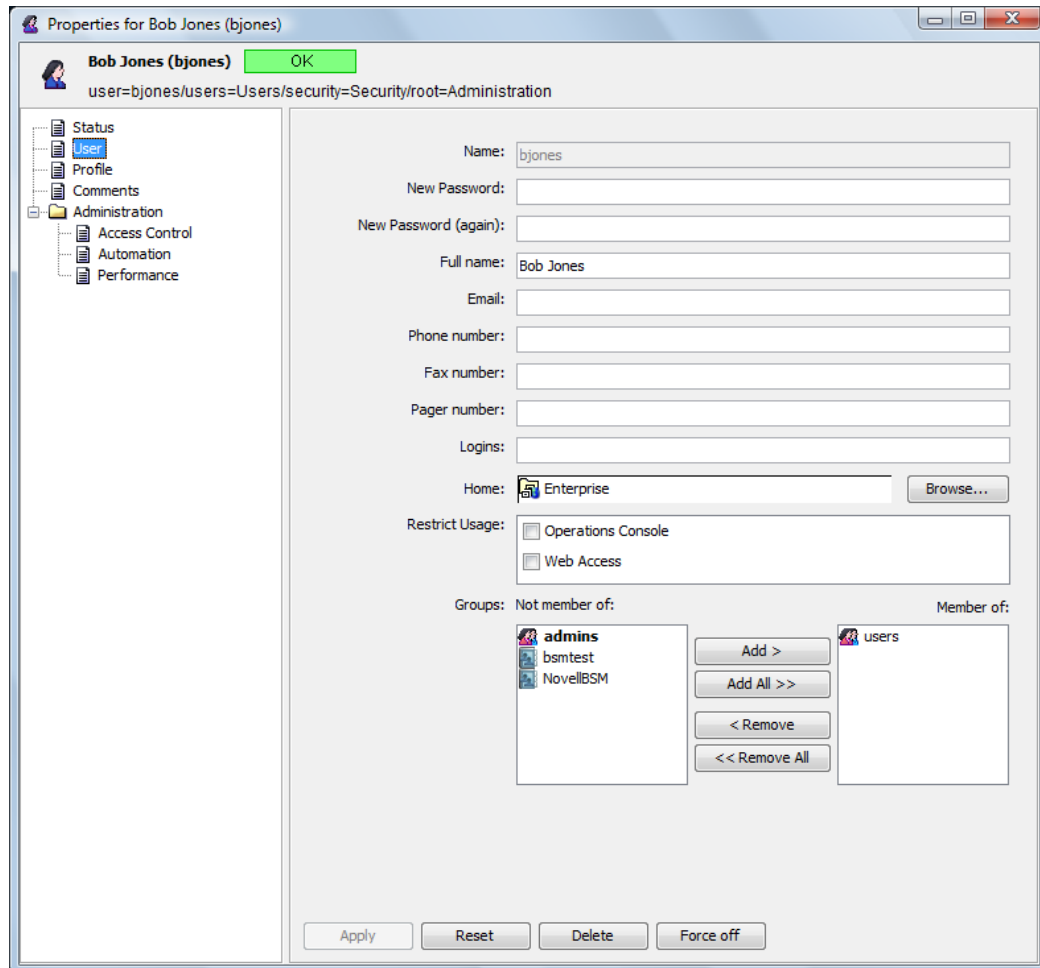 Properties for Bob Jones (bjones)
Bob Jones (bjones) OK
user=bjones/users=Users/security=Security/root=Administration
Status
User
Profile
Comments
Administration
Access Control
Automation
Performance
Name: bjones
New Password:
New Password (again):
Full name: Bob Jones
Email:
Phone number:
Fax number:
Pager number:
Logins:
Home: Enterprise Browse...
Restrict Usage: Operations Console
Web Access
Groups: Not member of: Member of:
admins
bsmtest
NovellBSM
Add >
Add All >>
< Remove
<< Remove All
users
Apply Reset Delete Force off